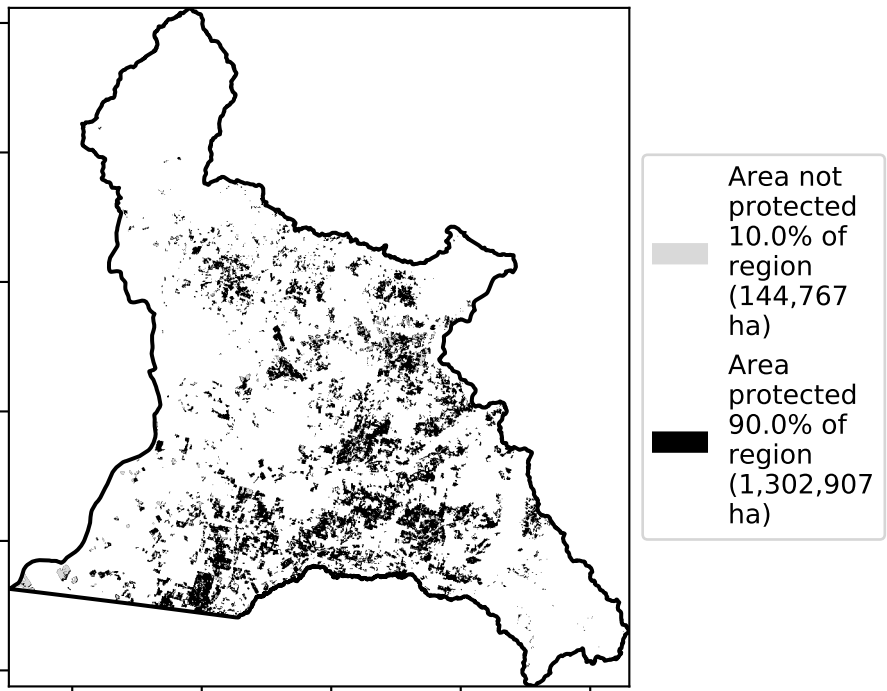 Area not
protected
10.0% of
region
(144,767
ha)
Area
protected
90.0% of
region
(1,302,907
ha)